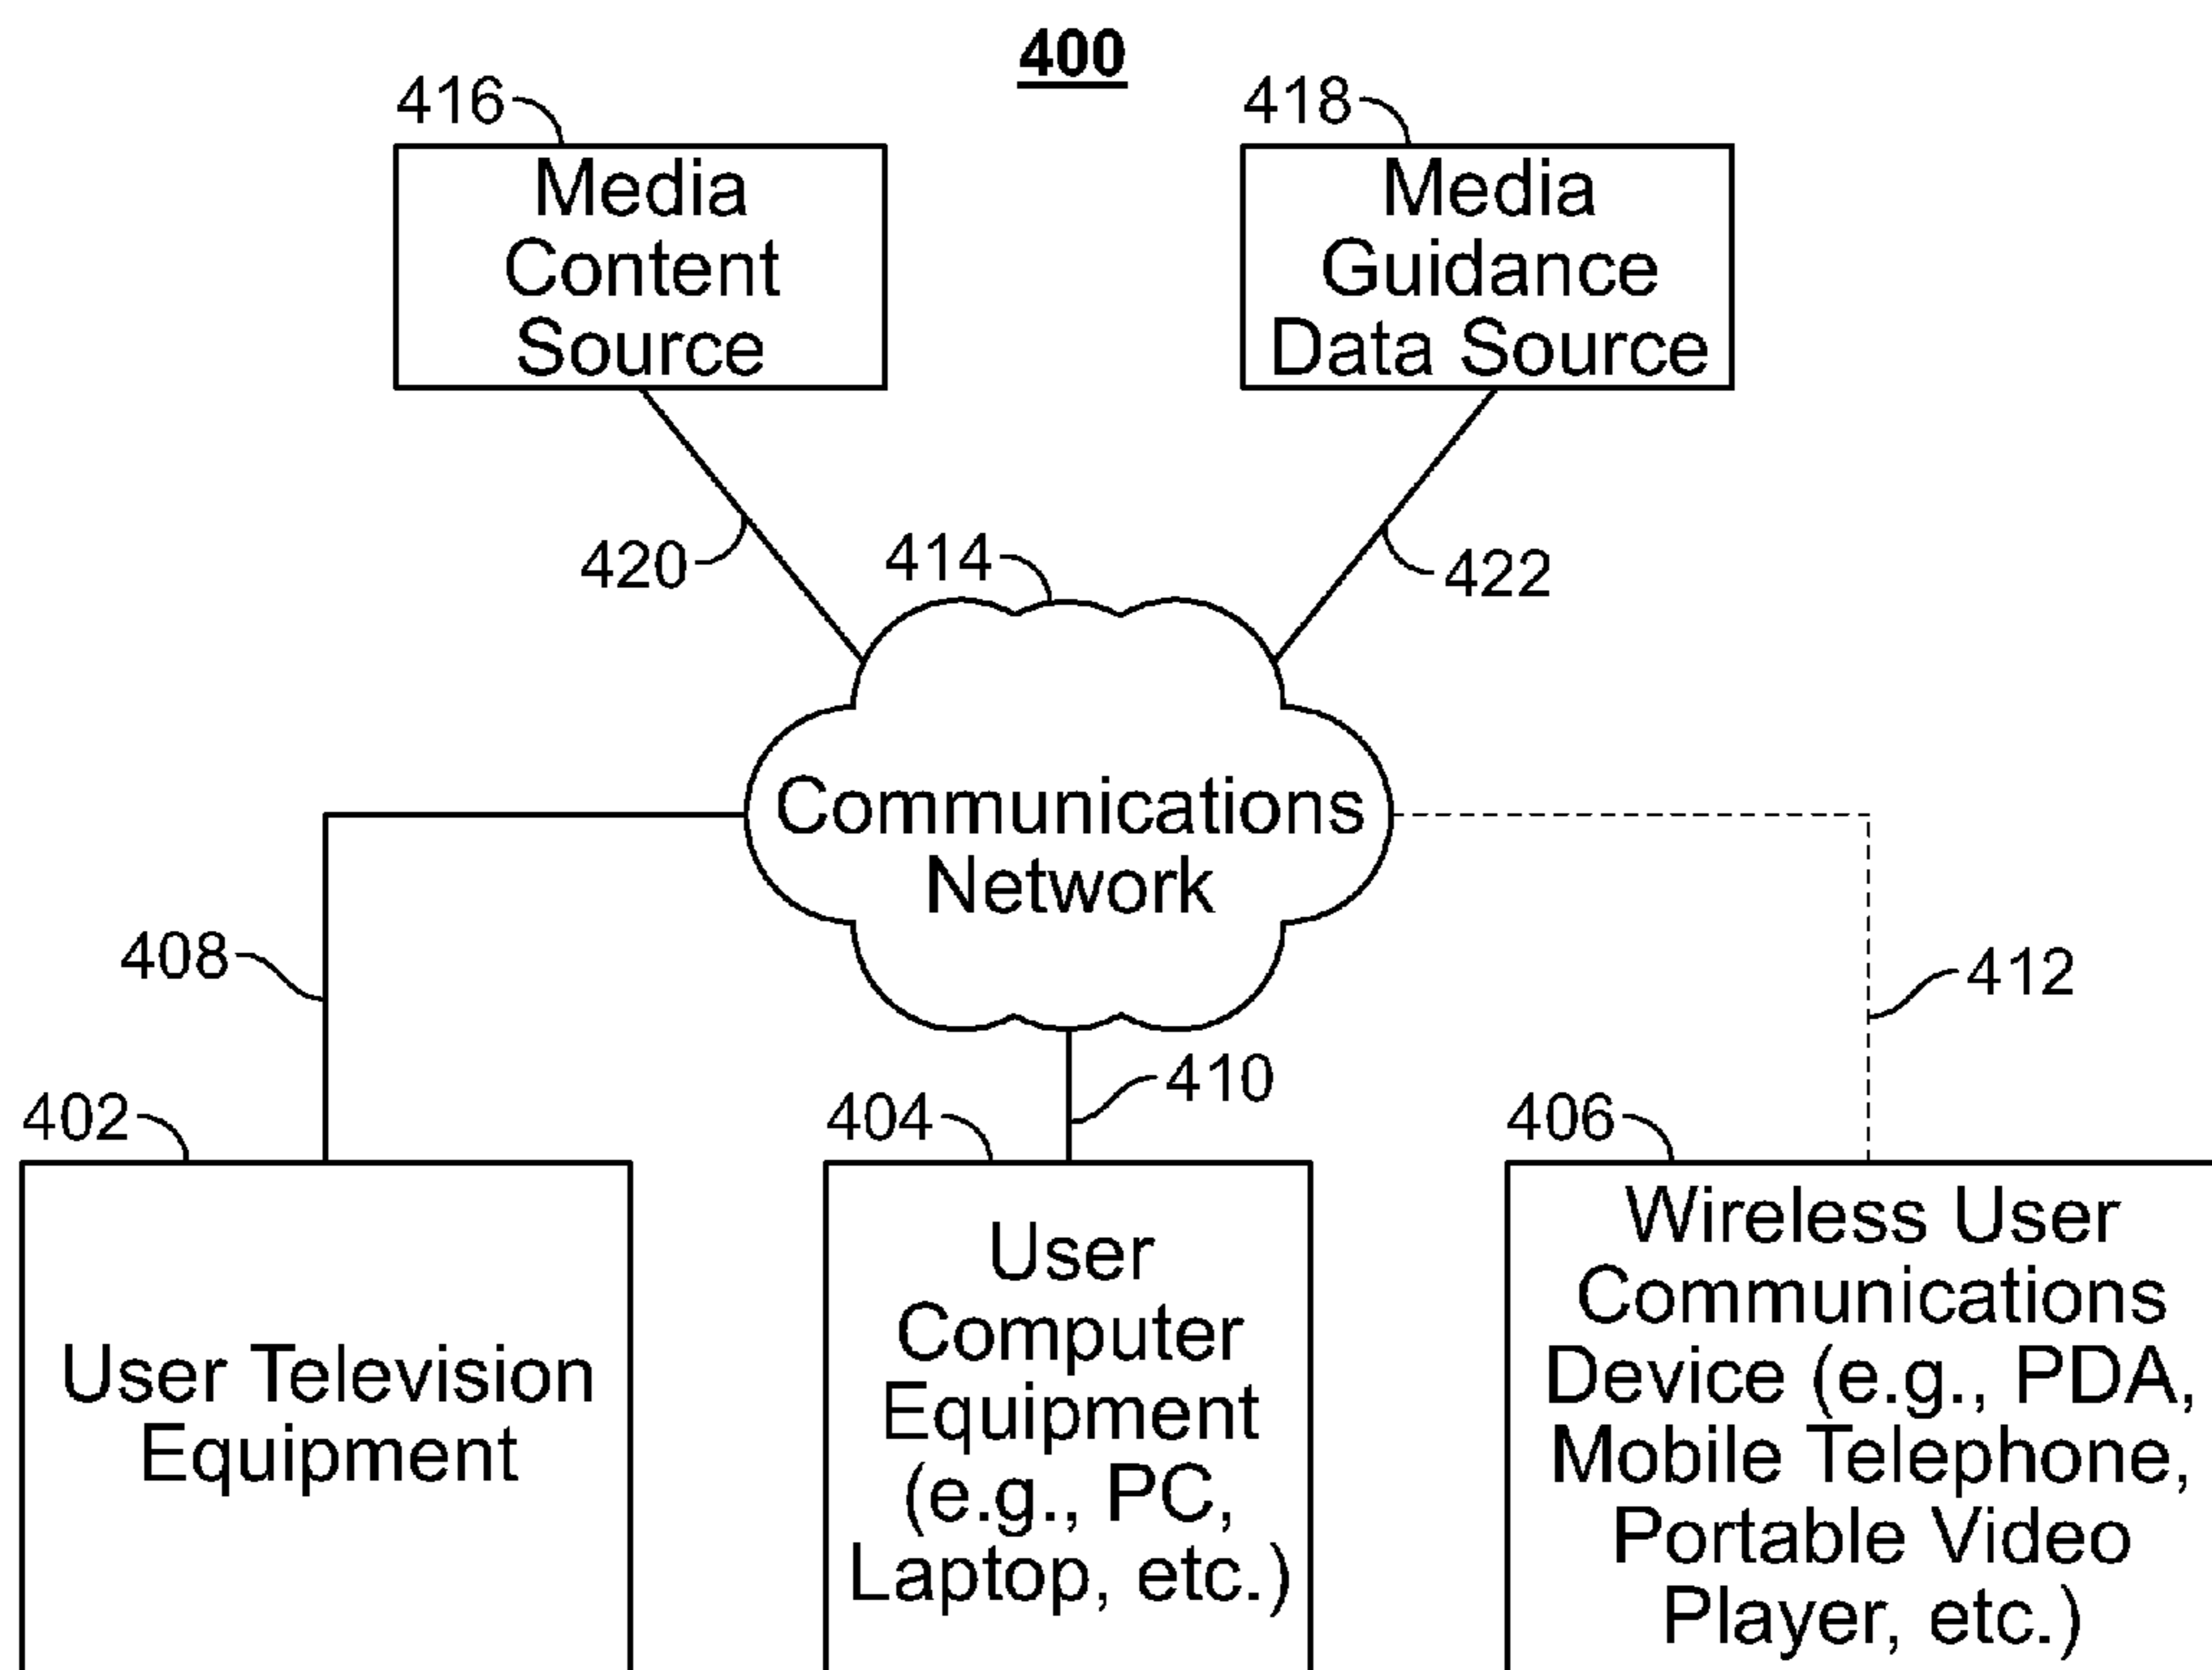 400
416
418
Media
Content
Source
Media
Guidance
Data Source
420
414
422
Communications
Network
408
412
410
402
404
406
User Television
Equipment
User
Computer
Equipment
(e.g., PC,
Laptop, etc.)
Wireless User
Communications
Device (e.g., PDA,
Mobile Telephone,
Portable Video
Player, etc.)